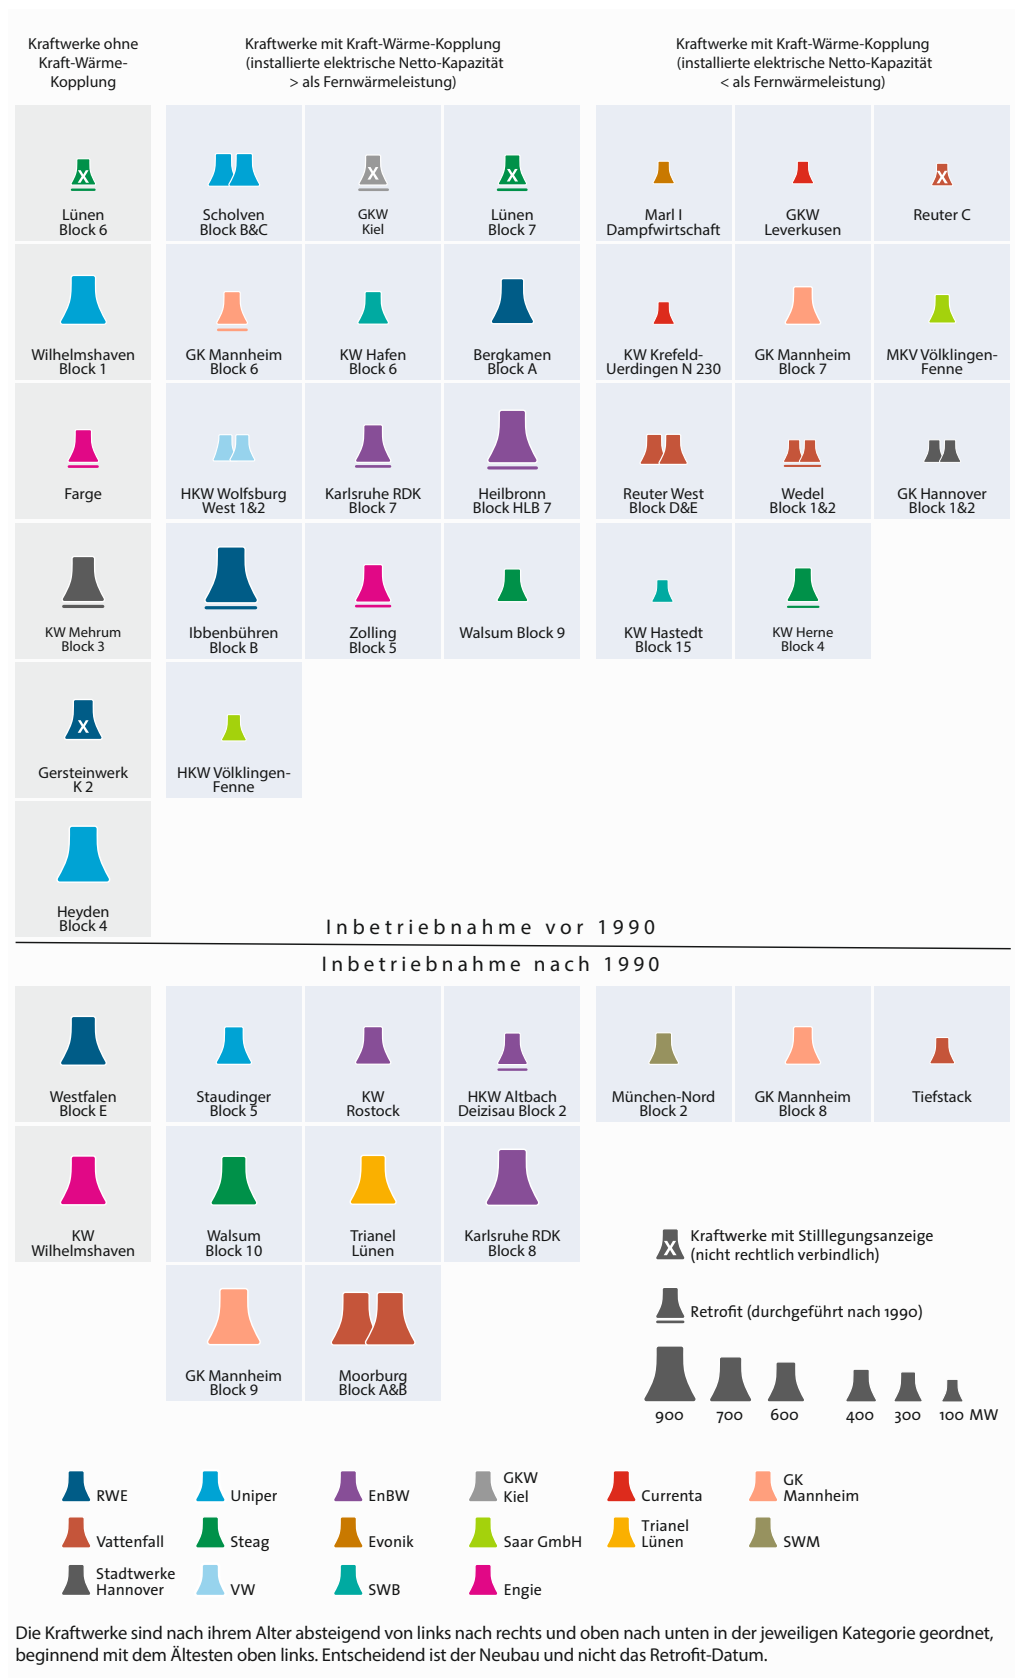 Kraftwerke ohne
Kraft-Wärme-
Kopplung
Kraftwerke mit Kraft-Wärme-Kopplung
(installierte elektrische Netto-Kapazität
> als Fernwärmeleistung)
Kraftwerke mit Kraft-Wärme-Kopplung
(installierte elektrische Netto-Kapazität
< als Fernwärmeleistung)
X
Lünen
Block 6
Scholven
Block B&C
X
GKW
Kiel
X
Lünen
Block 7
Marl I
Dampfwirtschaft
GKW
Leverkusen
X
Reuter C
Wilhelmshaven
Block 1
GK Mannheim
Block 6
KW Hafen
Block 6
Bergkamen
Block A
KW Krefeld-
Uerdingen N 230
GK Mannheim
Block 7
MKV Völklingen-
Fenne
Farge
HKW Wolfsburg
West 1&2
Karlsruhe RDK
Block 7
Heilbronn
Block HLB 7
Reuter West
Block D&E
Wedel
Block 1&2
GK Hannover
Block 1&2
KW Mehrum
Block 3
Ibbenbühren
Block B
Zolling
Block 5
Walsum Block 9
KW Hastedt
Block 15
KW Herne
Block 4
X
Gersteinwerk
K 2
HKW Völklingen-
Fenne
Heyden
Block 4
Inbetriebnahme vor 1990
Inbetriebnahme nach 1990
Westfalen
Block E
Staudinger
Block 5
KW
Rostock
HKW Altbach
Deizisau Block 2
München-Nord
Block 2
GK Mannheim
Block 8
Tiefstack
KW
Wilhelmshaven
Walsum
Block 10
Trianel
Lünen
Karlsruhe RDK
Block 8
GK Mannheim
Block 9
Moorburg
Block A&B
X
Kraftwerke mit Stilllegungsanzeige
(nicht rechtlich verbindlich)
Retrofit (durchgeführt nach 1990)
900 700 600 400 300 100 MW
RWE
Uniper
EnBW
GKW
Kiel
Currenta
GK
Mannheim
Vattenfall
Steag
Evonik
Saar GmbH
Trianel
Lünen
SWM
Stadtwerke
Hannover
VW
SWB
Engie
Die Kraftwerke sind nach ihrem Alter absteigend von links nach rechts und oben nach unten in der jeweiligen Kategorie geordnet,
beginnend mit dem Ältesten oben links. Entscheidend ist der Neubau und nicht das Retrofit-Datum.